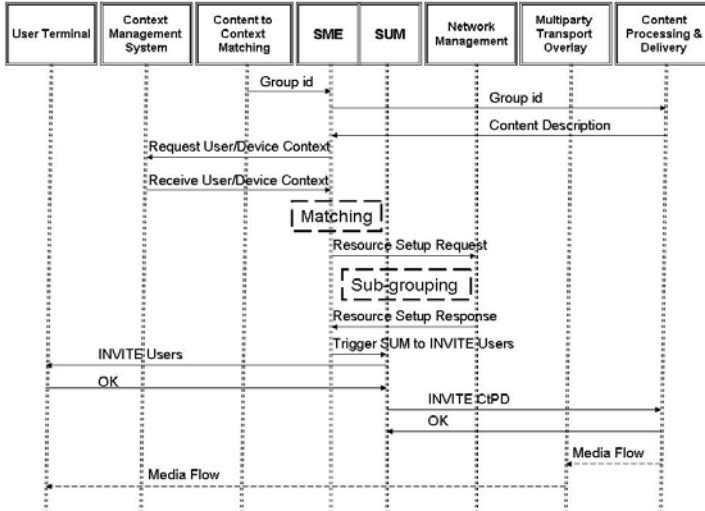 User Terminal
Context
Management
System
Content to
Context
Matching
SME
SUM
Network
Management
Multiparty
Transport
Overlay
Content
Processing &
Delivery
Group id
Group id
Content Description
Request User/Device Context
Receive User/Device Context
Matching
Resource Setup Request
Sub-grouping
Resource Setup Response
Trigger SUM to INVITE Users
INVITE Users
OK
INVITE CtPD
OK
Media Flow
Media Flow